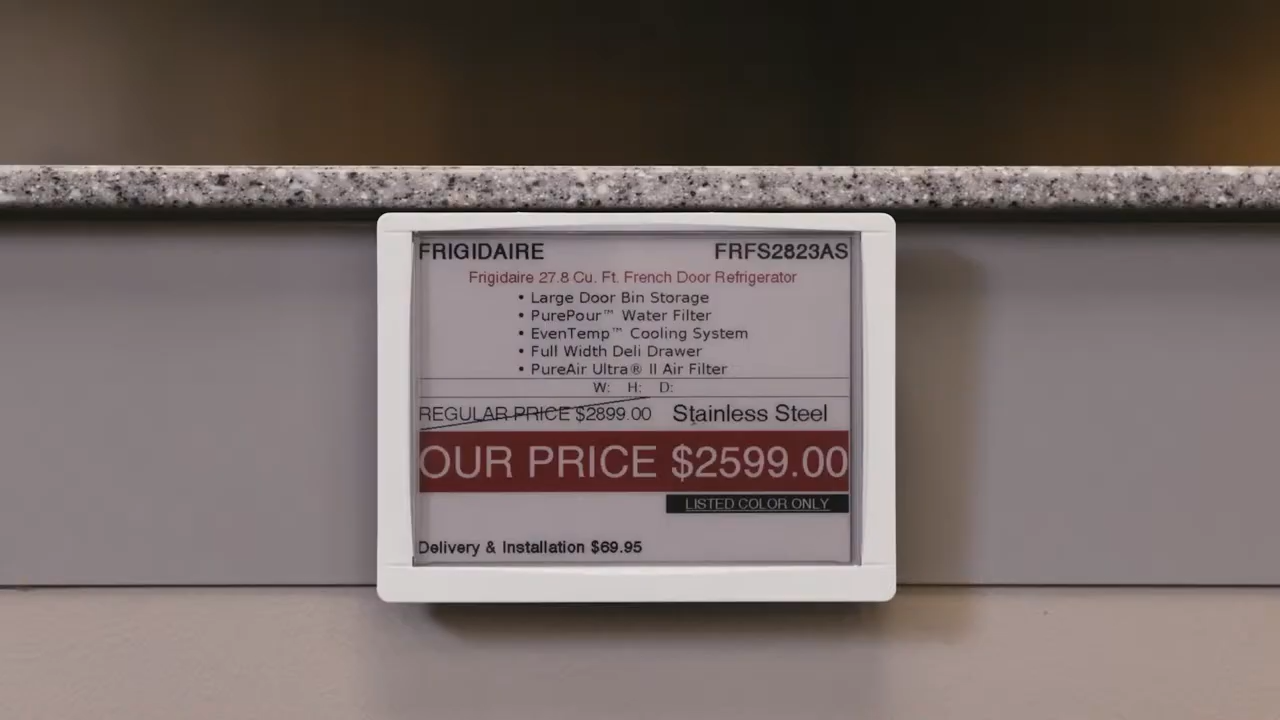 FRIGIDAIRE FRFS2823AS
Frigidaire 27.8 Cu. Ft. French Door Refrigerator
• Large Door Bin Storage
• PurePour™ Water Filter
• EvenTemp™ Cooling System
• Full Width Deli Drawer
• PureAir Ultra® II Air Filter
W: H: D:
REGULAR PRICE $2899.00 Stainless Steel
OUR PRICE $2599.00
LISTED COLOR ONLY
Delivery & Installation $69.95